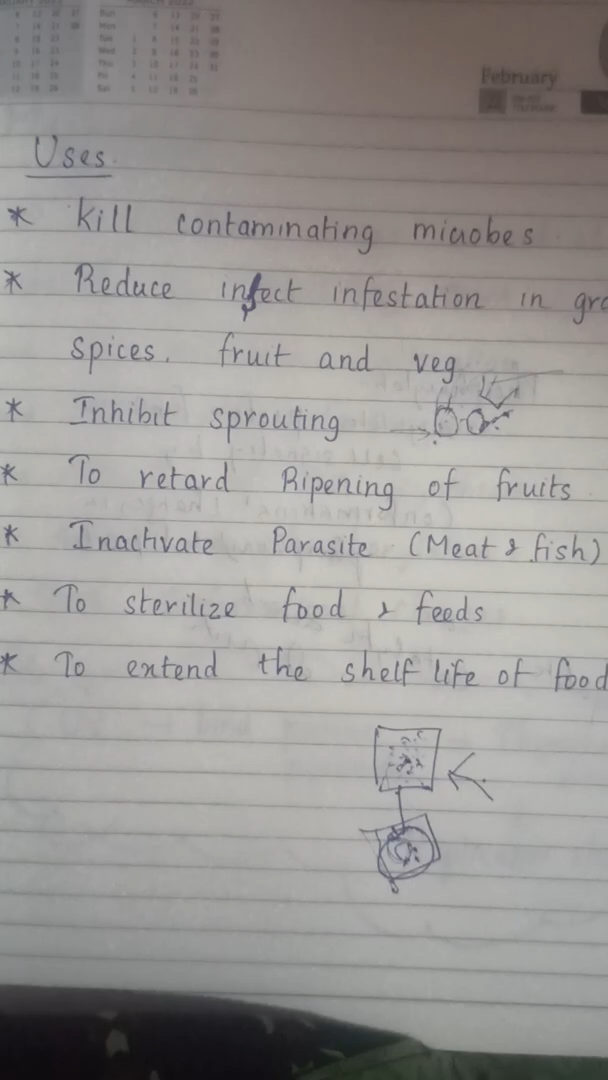 February
Uses
* Kill contaminating miaobes
* Reduce infect infestation in gra
spices, fruit and veg
* Inhibit sprouting
* To retard Ripening of fruits
* Inactivate Parasite (Meat & fish)
* To sterilize food & feeds
* To extend the shelf life of food